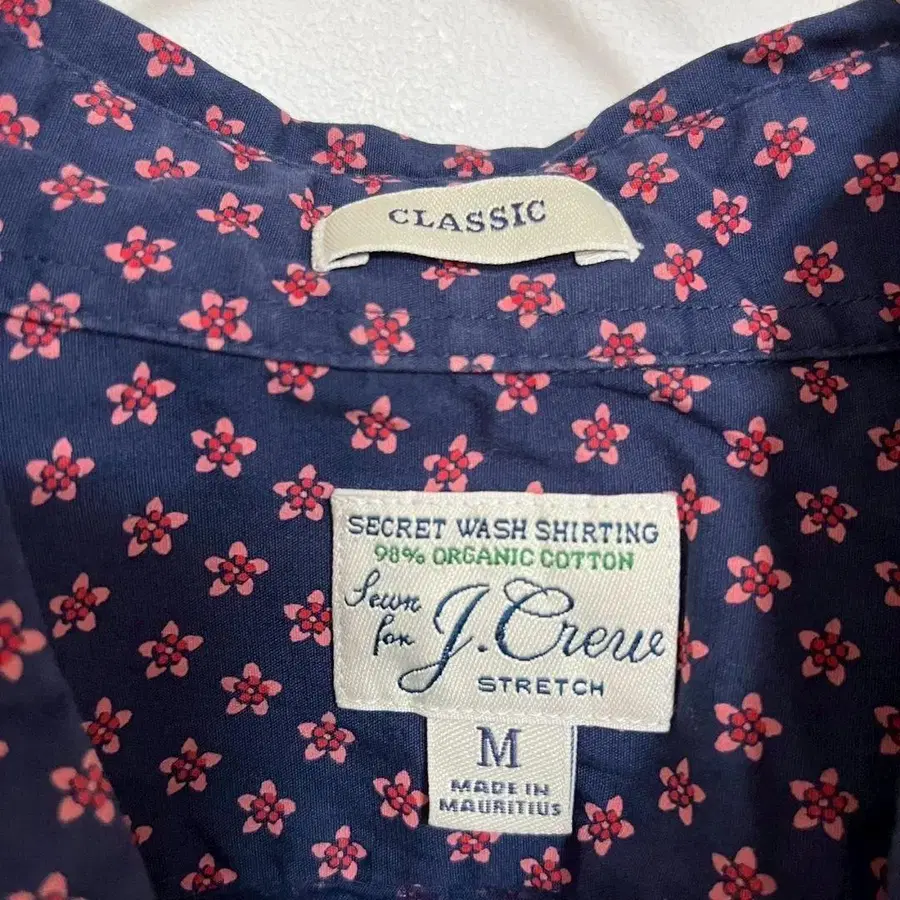 CLASSIC
SECRET WASH SHIRTING
98% ORGANIC COTTON
Sewn for J.Crew
STRETCH
M
MADE IN
MAURITIUS